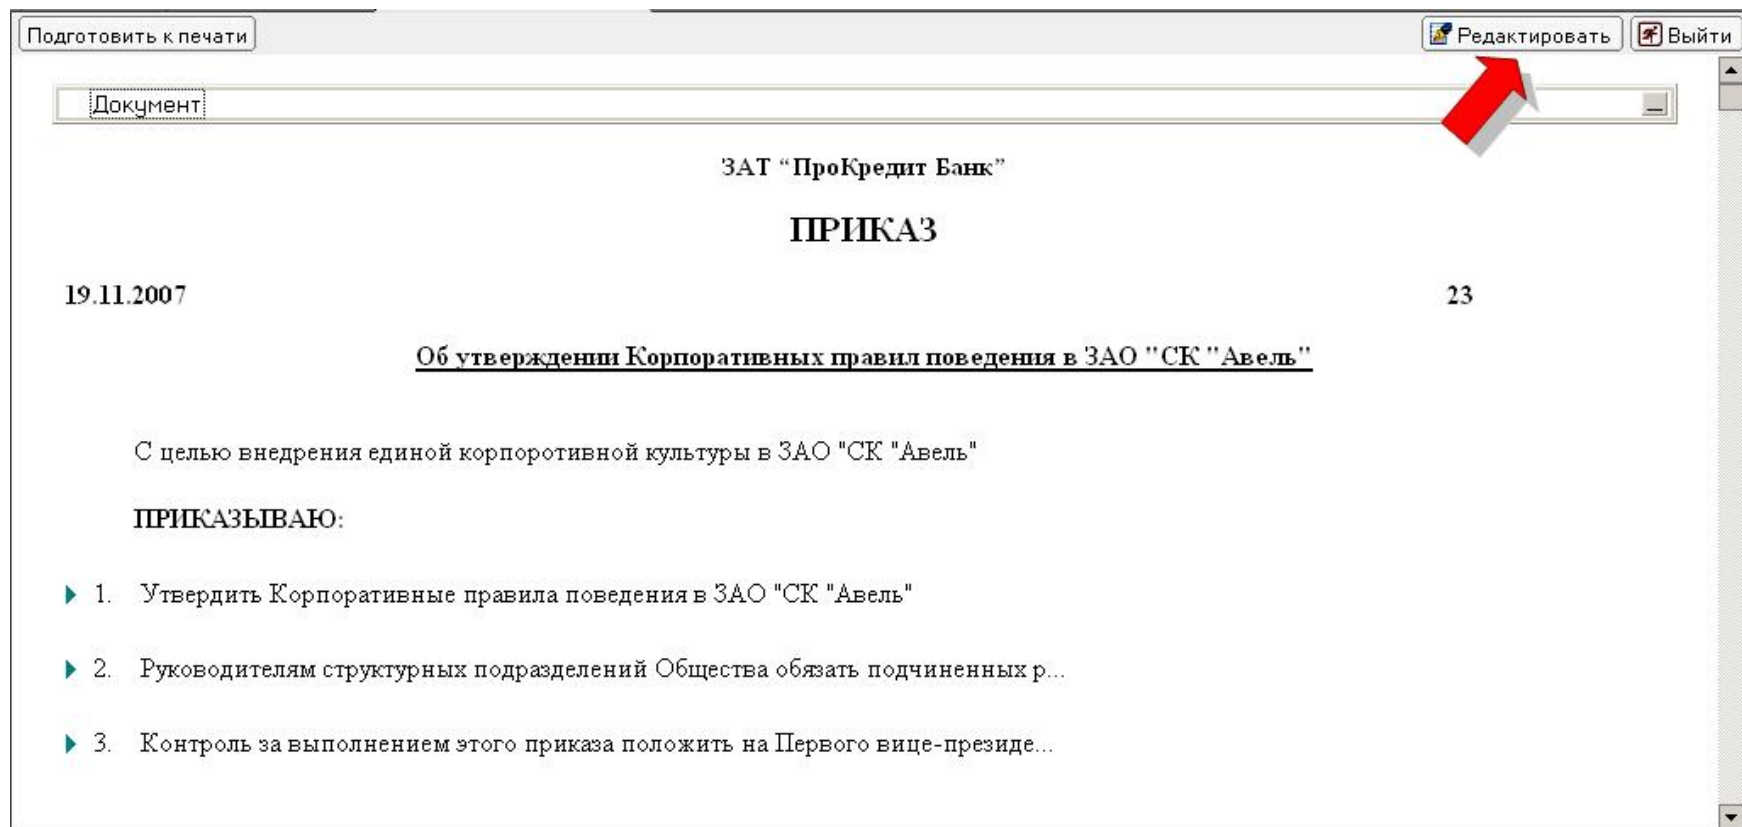 Подготовить к печати Редактировать Выйти
Документ
ЗАТ “ПроКредит Банк”
ПРИКАЗ
19.11.2007 23
Об утверждении Корпоративных правил поведения в ЗАО "СК "Авель"
С целью внедрения единой корпоротивной культуры в ЗАО "СК "Авель"
ПРИКАЗЫВАЮ:
1. Утвердить Корпоративные правила поведения в ЗАО "СК "Авель"
2. Руководителям структурных подразделений Общества обязать подчиненных р...
3. Контроль за выполнением этого приказа положить на Первого вице-президе...